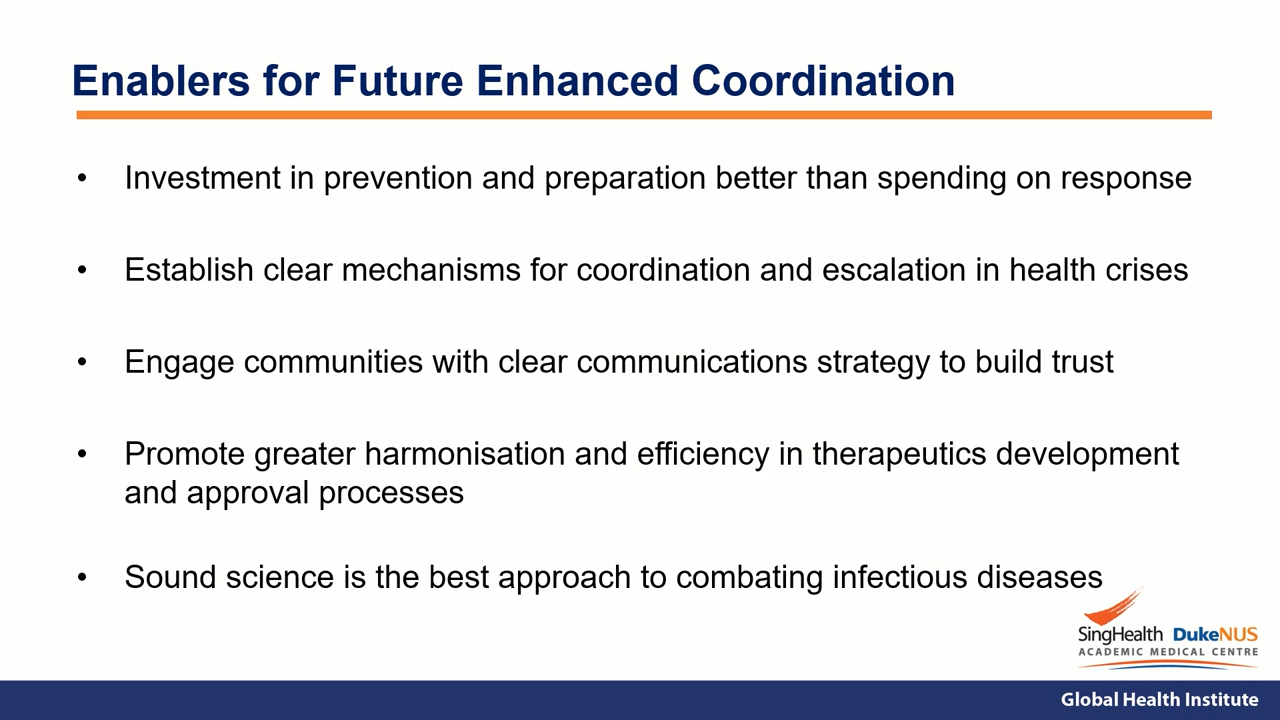 Enablers for Future Enhanced Coordination
• Investment in prevention and preparation better than spending on response
• Establish clear mechanisms for coordination and escalation in health crises
• Engage communities with clear communications strategy to build trust
• Promote greater harmonisation and efficiency in therapeutics development
and approval processes
• Sound science is the best approach to combating infectious diseases
SingHealth DukeNUS
ACADEMIC MEDICAL CENTRE
Global Health Institute